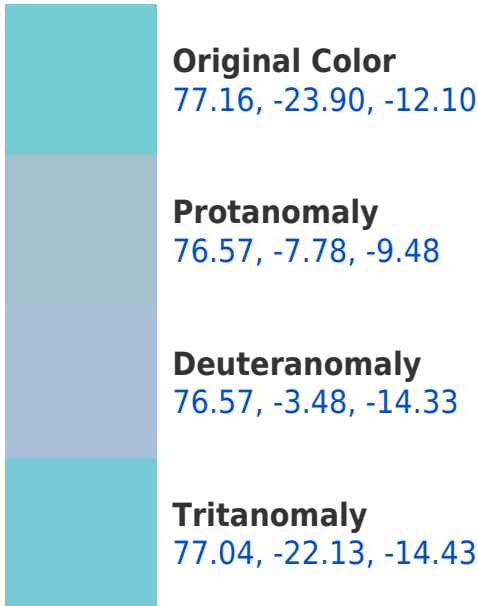 Original Color
77.16, -23.90, -12.10
Protanomaly
76.57, -7.78, -9.48
Deuteranomaly
76.57, -3.48, -14.33
Tritanomaly
77.04, -22.13, -14.43